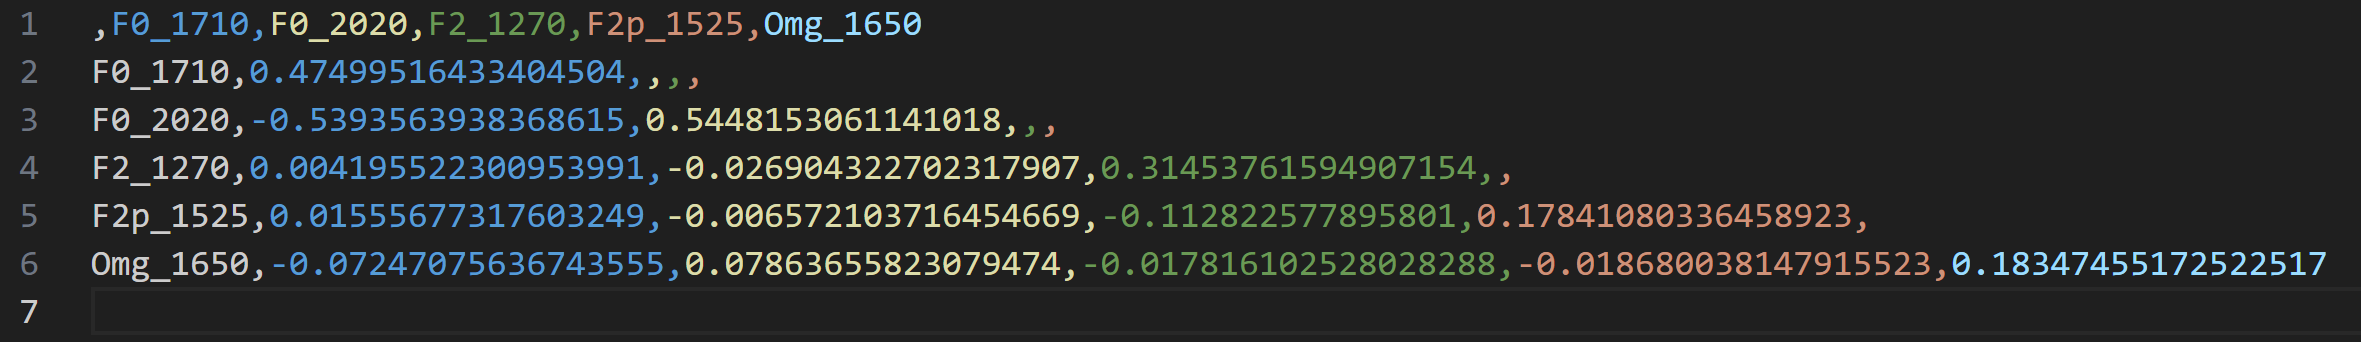 1 ,F0_1710,F0_2020,F2_1270,F2p_1525,Omg_1650
2 F0_1710,0.47499516433404504,,,,
3 F0_2020,-0.5393563938368615,0.5448153061141018,,,
4 F2_1270,0.004195522300953991,-0.026904322702317907,0.31453761594907154,,
5 F2p_1525,0.01555677317603249,-0.006572103716454669,-0.112822577895801,0.17841080336458923,
6 Omg_1650,-0.07247075636743555,0.07863655823079474,-0.017816102528028288,-0.018680038147915523,0.18347455172522517
7